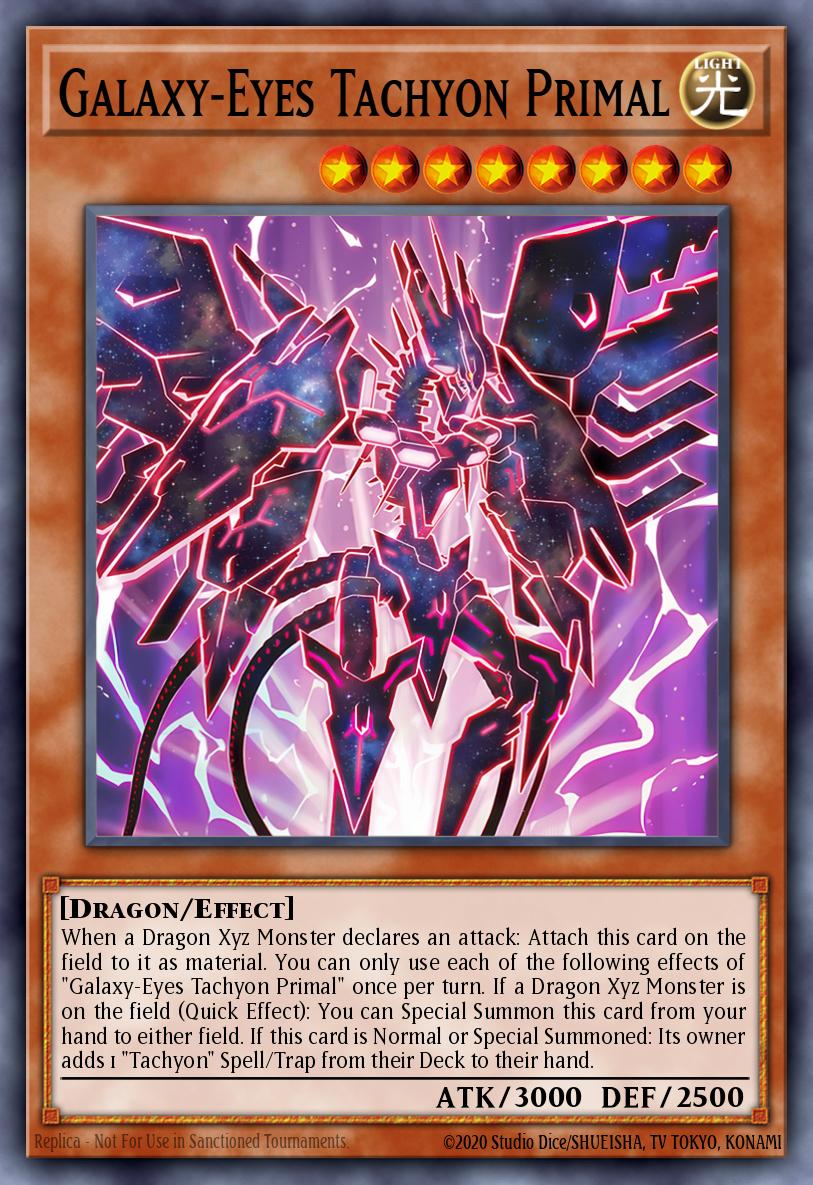 Galaxy-Eyes Tachyon Primal
LIGHT
光
[Dragon/Effect]
When a Dragon Xyz Monster declares an attack: Attach this card on the
field to it as material. You can only use each of the following effects of
"Galaxy-Eyes Tachyon Primal" once per turn. If a Dragon Xyz Monster is
on the field (Quick Effect): You can Special Summon this card from your
hand to either field. If this card is Normal or Special Summoned: Its owner
adds 1 "Tachyon" Spell/Trap from their Deck to their hand.
ATK/3000 DEF/2500
Replica - Not For Use in Sanctioned Tournaments.
©2020 Studio Dice/SHUEISHA, TV TOKYO, KONAMI